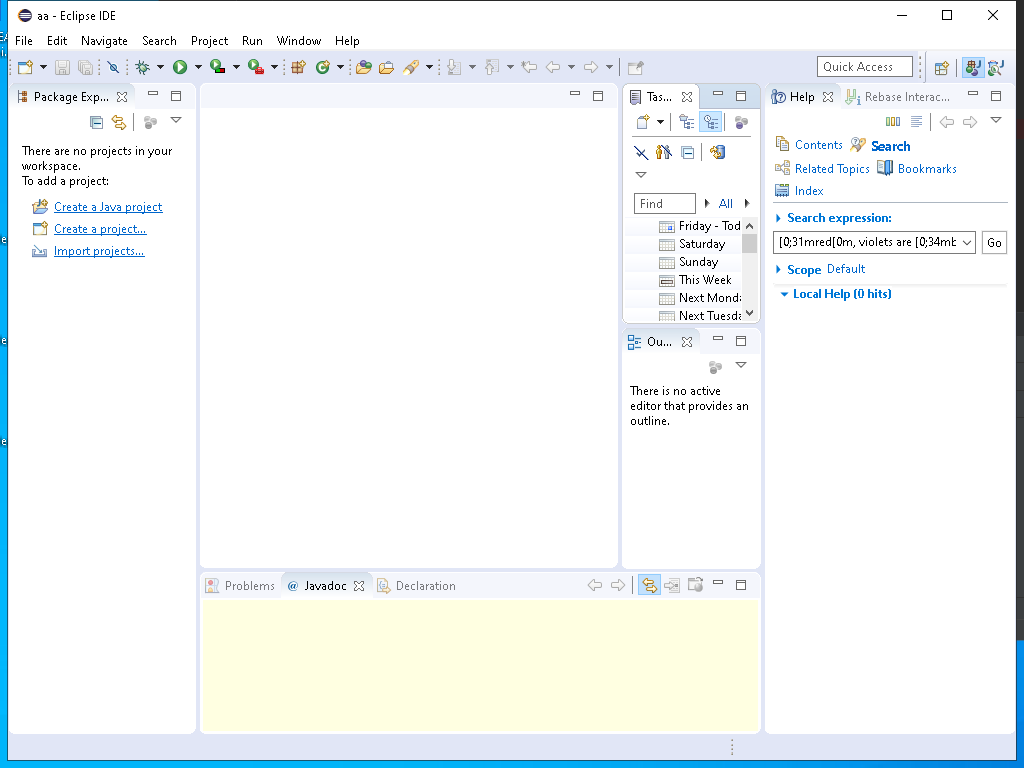 aa - Eclipse IDE
File Edit Navigate Search Project Run Window Help
Quick Access
Package Exp...
There are no projects in your
workspace.
To add a project:
Create a Java project
Create a project...
Import projects...
Tas...
Find
All
Friday - Tod
Saturday
Sunday
This Week
Next Monda
Next Tuesda
Ou...
There is no active
editor that provides an
outline.
Help Rebase Interac...
Contents Search
Related Topics Bookmarks
Index
Search expression:
[0;31mred[0m, violets are [0;34mb Go
Scope Default
Local Help (0 hits)
Problems @ Javadoc Declaration